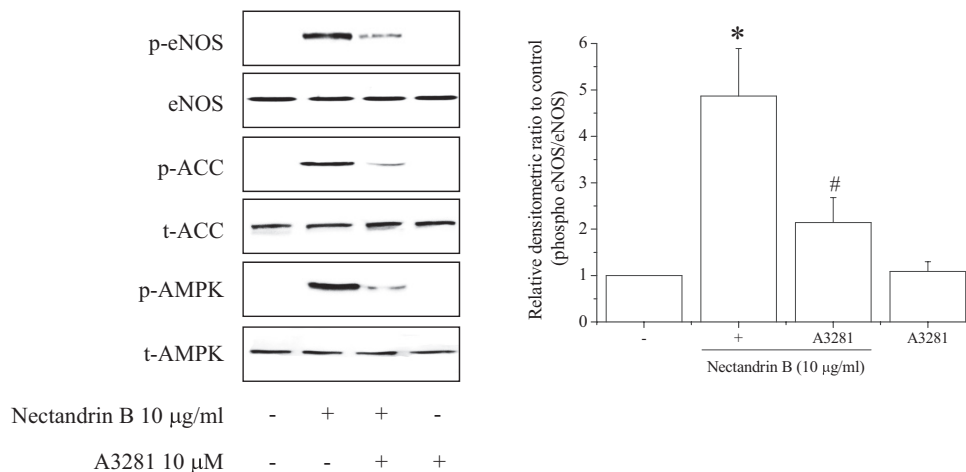 p-eNOS
eNOS
p-ACC
t-ACC
p-AMPK
t-AMPK
Nectandrin B 10 μg/ml - + + -
A3281 10 μM - - + +
Relative densitometric ratio to control
(phospho eNOS/eNOS)
6
5
4
3
2
1
0
*
#
- + A3281 A3281
Nectandrin B (10 μg/ml)